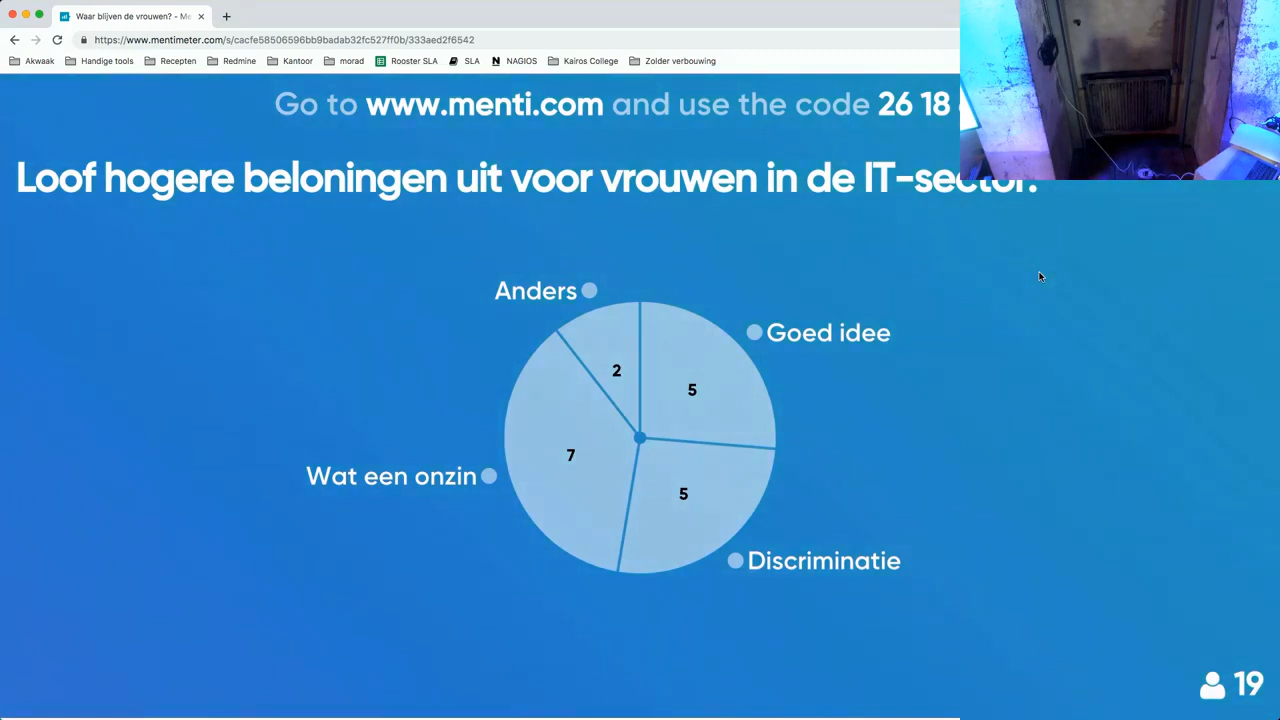 Waar blijven de vrouwen? - Me
https://www.mentimeter.com/s/cacfe58506596bb9badab32fc527ff0b/333aed2f6542
Akwaak Handige tools Recepten Redmine Kantoor morad Rooster SLA SLA NAGIOS Kairos College Zolder verbouwing
Go to www.menti.com and use the code 26 18
Loof hogere beloningen uit voor vrouwen in de IT-sector.
Anders
Goed idee
2
5
7
Wat een onzin
5
Discriminatie
19